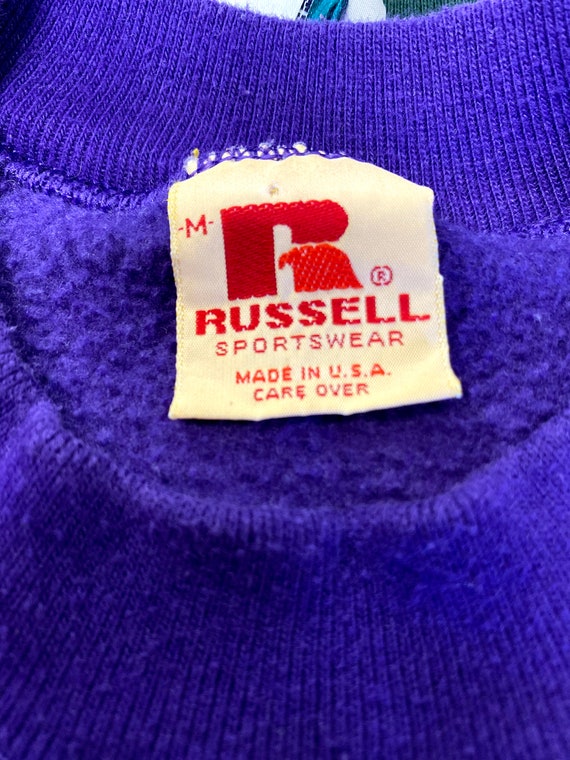 -M-
R ®
RUSSELL
SPORTSWEAR
MADE IN U.S.A.
CARE OVER